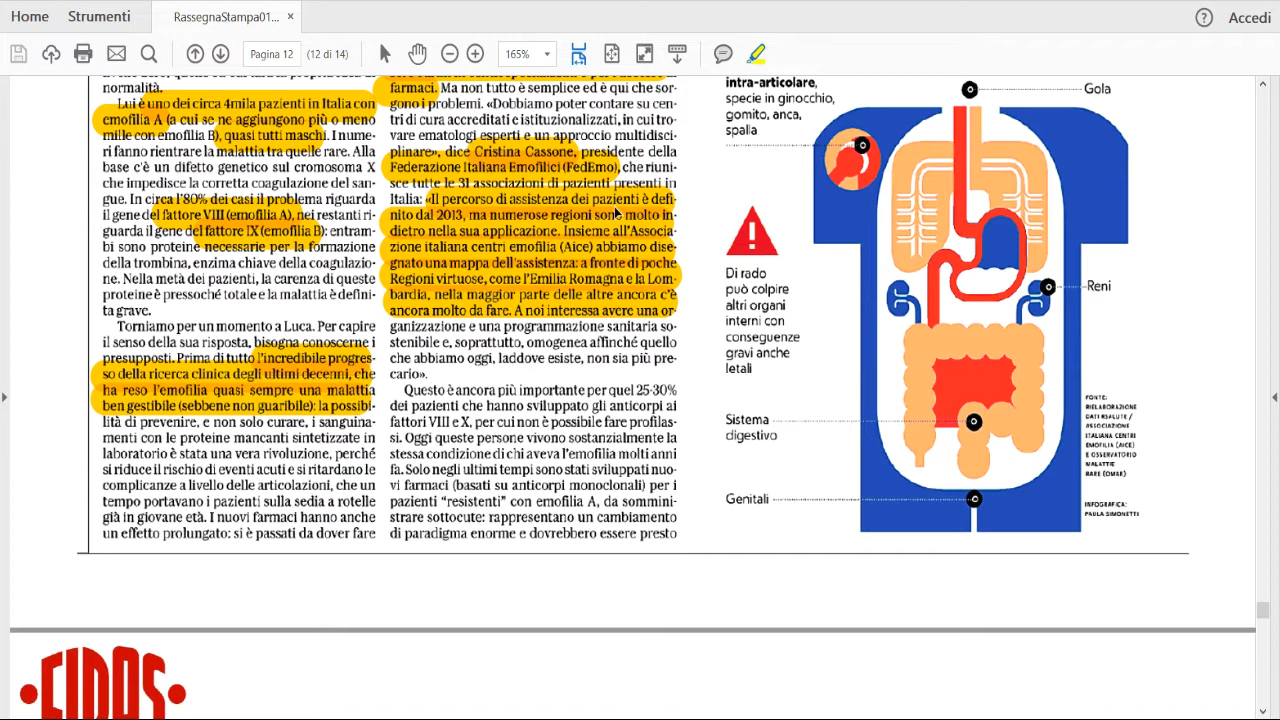 Home Strumenti RassegnaStampa01... × ? Accedi
Pagina 12 (12 di 14) 165%
normalità.
Lui è uno dei circa 4mila pazienti in Italia con
emofilia A (a cui se ne aggiungono più o meno
mille con emofilia B), quasi tutti maschi. I nume-
ri fanno rientrare la malattia tra quelle rare. Alla
base c'è un difetto genetico sul cromosoma X
che impedisce la corretta coagulazione del san-
gue. In circa l'80% dei casi il problema riguarda
il gene del fattore VIII (emofilia A), nei restanti ri-
guarda il gene del fattore IX (emofilia B). Entram-
bi sono proteine necessarie per la formazione
della trombina, enzima chiave della coagulazio-
ne. Nella metà dei pazienti, la carenza di queste
proteine è pressoché totale e la malattia è defini-
ta grave.
Torniamo per un momento a Luca. Per capire
il senso della sua risposta, bisogna conoscerne i
presupposti. Prima di tutto l'incredibile progres-
so della ricerca clinica degli ultimi decenni, che
ha reso l'emofilia quasi sempre una malattia
ben gestibile (sebbene non guaribile): la possibi-
lità di prevenire, e non solo curare, i sanguina-
menti con le proteine mancanti sintetizzate in
laboratorio è stata una vera rivoluzione, perché
si riduce il rischio di eventi acuti e si ritardano le
complicanze a livello delle articolazioni, che un
tempo portavano i pazienti su una sedia a rotelle
già in giovane età. I nuovi farmaci hanno anche
un effetto prolungato: si è passati da dover fare
farmaci. Ma non tutto è semplice ed è qui che sor-
gono i problemi. «Dobbiamo poter contare su cen-
tri di cura accreditati e istituzionalizzati, in cui tro-
vare ematologi esperti e un approccio multidisci-
plinare», dice Cristina Cassone, presidente della
Federazione Italiana Emofilici (FedEmo), che riuni-
sce tutte le 31 associazioni di pazienti presenti in
Italia: «Il percorso di assistenza dei pazienti è defi-
nito dal 2013, ma numerose regioni sono molto in-
dietro nella sua applicazione. Insieme all'Associa-
zione italiana centri emofilia (Aice) abbiamo dise-
gnato una mappa dell'assistenza: a fronte di poche
Regioni virtuose, come l'Emilia Romagna e la Lom-
bardia, nella maggior parte delle altre ancora c'è
ancora molto da fare. A noi interessa avere una or-
ganizzazione e una programmazione sanitaria so-
stenibile e, soprattutto, omogenea affinché quello
che abbiamo oggi, laddove esiste, non sia più pre-
cario».
Questo è ancora più importante per quel 25-30%
dei pazienti che hanno sviluppato gli anticorpi ai
fattori VIII e X, per cui non è possibile fare profilas-
si. Oggi queste persone vivono sostanzialmente la
stessa condizione di chi aveva l'emofilia molti anni
fa. Solo negli ultimi tempi sono stati sviluppati nuo-
vi farmaci (basati su anticorpi monoclonali) per i
pazienti “resistenti” con emofilia A, da sommini-
strare sottocute: rappresentano un cambiamento
di paradigma enorme e dovrebbero essere presto
intra-articolare,
specie in ginocchio,
gomito, anca,
spalla
Gola
!
Di rado
può colpire
altri organi
interni con
conseguenze
gravi anche
letali
Reni
Sistema
digestivo
Genitali
FONTE:
RIELABORAZIONE
DATI RSALUTE /
ASSOCIAZIONE
ITALIANA CENTRI
EMOFILIA (AICE)
E OSSERVATORIO
MALATTIE
RARE (OMAR)
INFOGRAFICA:
PAULA SIMONETTI
FIDAS